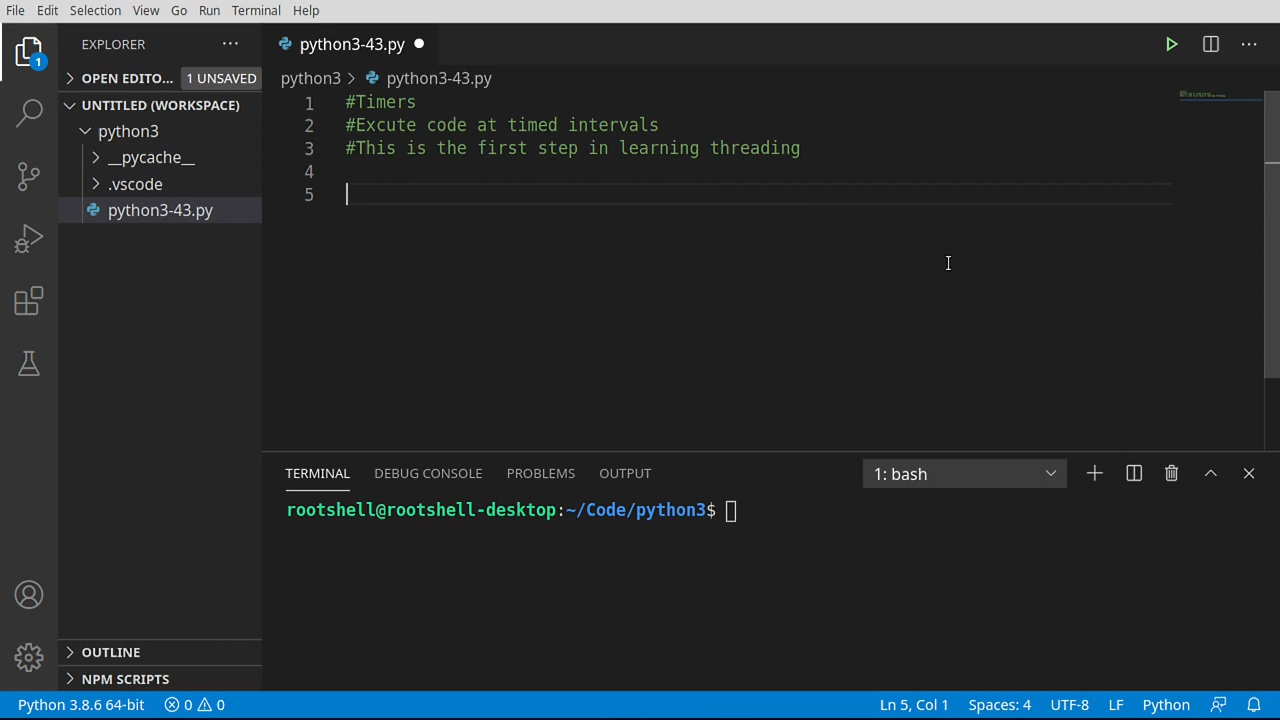 File Edit Selection View Go Run Terminal Help
EXPLORER
python3-43.py
OPEN EDITO... 1 UNSAVED
python3 > python3-43.py
UNTITLED (WORKSPACE)
python3
__pycache__
.vscode
python3-43.py
1 #Timers
2 #Excute code at timed intervals
3 #This is the first step in learning threading
4
5
1
TERMINAL DEBUG CONSOLE PROBLEMS OUTPUT 1: bash
rootshell@rootshell-desktop:~/Code/python3$
OUTLINE
NPM SCRIPTS
Python 3.8.6 64-bit 0 0 Ln 5, Col 1 Spaces: 4 UTF-8 LF Python